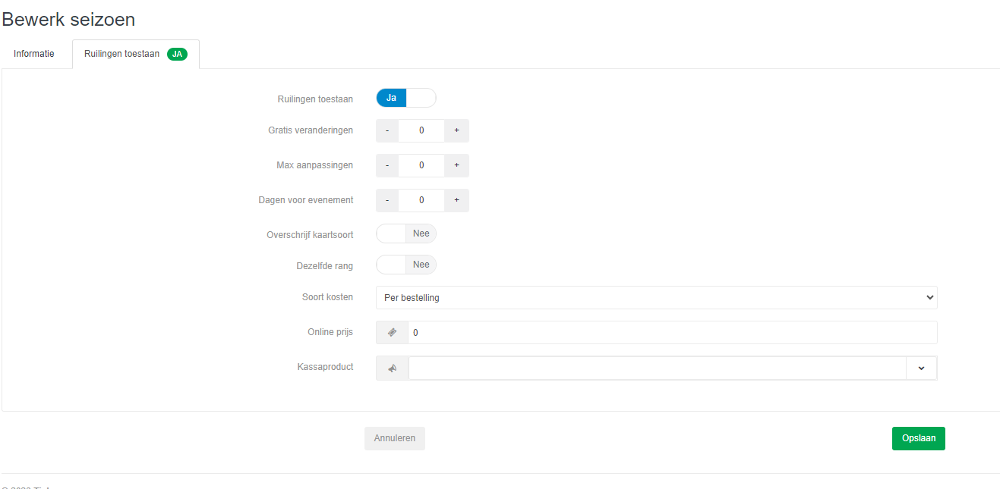 Bewerk seizoen
Informatie
Ruilingen toestaan JA
Ruilingen toestaan Ja
Gratis veranderingen - 0 +
Max aanpassingen - 0 +
Dagen voor evenement - 0 +
Overschrijf kaartsoort Nee
Dezelfde rang Nee
Soort kosten Per bestelling
Online prijs 0
Kassaproduct
Annuleren
Opslaan